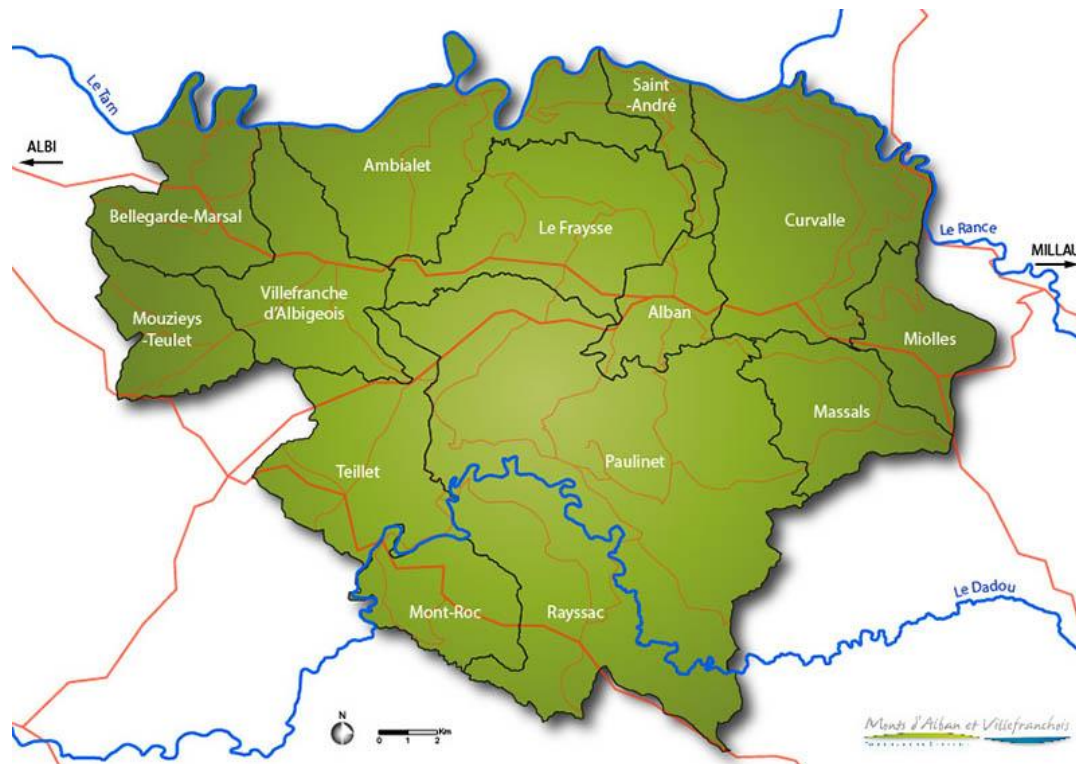 Le Tarn
Saint
-André
ALBI
Ambialet
Bellegarde-Marsal
Le Fraysse
Curvalle
Le Rance
MILLAU
Villefranche
d'Albigeois
Mouzieys
-Teulet
Alban
Miolles
Massals
Teillet
Paulinet
Le Dadou
Mont-Roc
Rayssac
N
Km
0 1 2
Monts d'Alban et Villefranchois